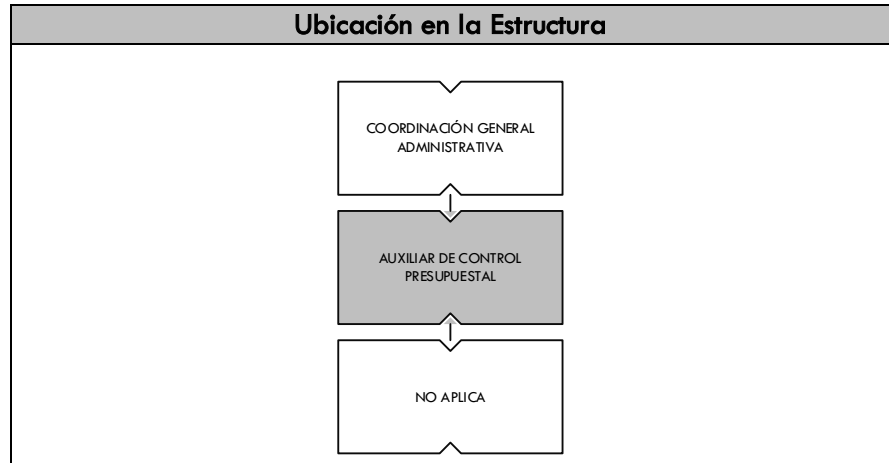 Ubicación en la Estructura
COORDINACIÓN GENERAL
ADMINISTRATIVA
AUXILIAR DE CONTROL
PRESUPUESTAL
NO APLICA